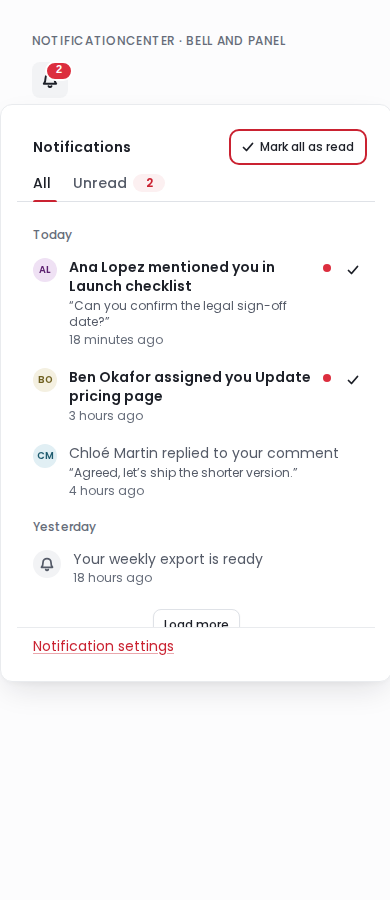 NOTIFICATIONCENTER · BELL AND PANEL
2
Notifications
Mark all as read
All
Unread 2
Today
AL
Ana Lopez mentioned you in
Launch checklist
“Can you confirm the legal sign-off
date?”
18 minutes ago
BO
Ben Okafor assigned you Update
pricing page
3 hours ago
CM
Chloé Martin replied to your comment
“Agreed, let’s ship the shorter version.”
4 hours ago
Yesterday
Your weekly export is ready
18 hours ago
Load more
Notification settings